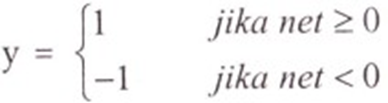 y = { 1 jika net ≥ 0
−1 jika net < 0